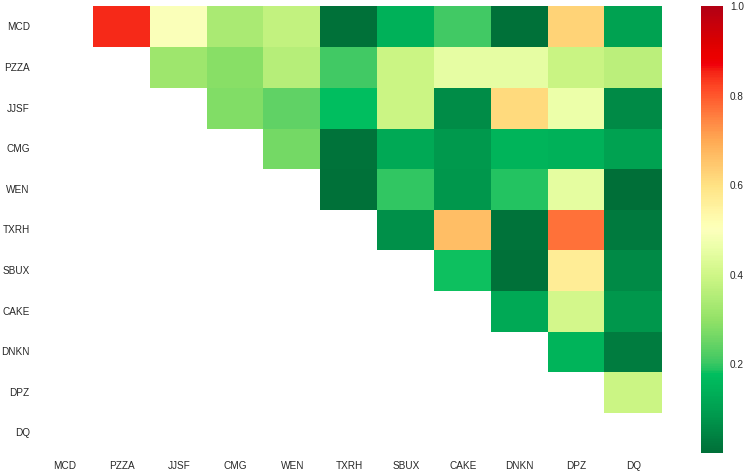 MCD
PZZA
JJSF
CMG
WEN
TXRH
SBUX
CAKE
DNKN
DPZ
DQ
MCD PZZA JJSF CMG WEN TXRH SBUX CAKE DNKN DPZ DQ
1.0
0.8
0.6
0.4
0.2